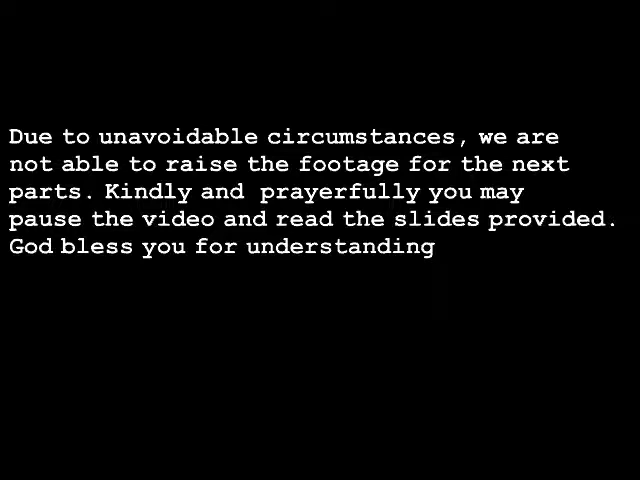 Due to unavoidable circumstances, we are
not able to raise the footage for the next
parts. Kindly and prayerfully you may
pause the video and read the slides provided.
God bless you for understanding